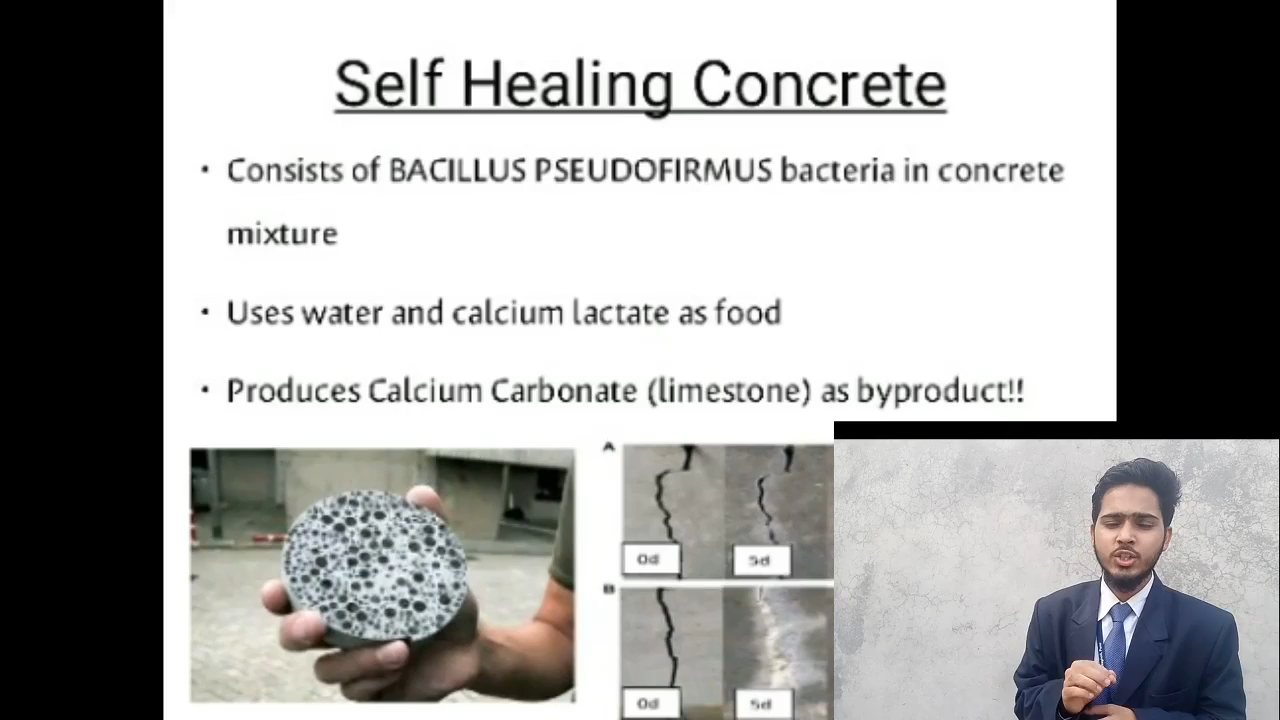 Self Healing Concrete
• Consists of BACILLUS PSEUDOFIRMUS bacteria in concrete
mixture
• Uses water and calcium lactate as food
• Produces Calcium Carbonate (limestone) as byproduct!!
A
0d 5d
B
0d 5d